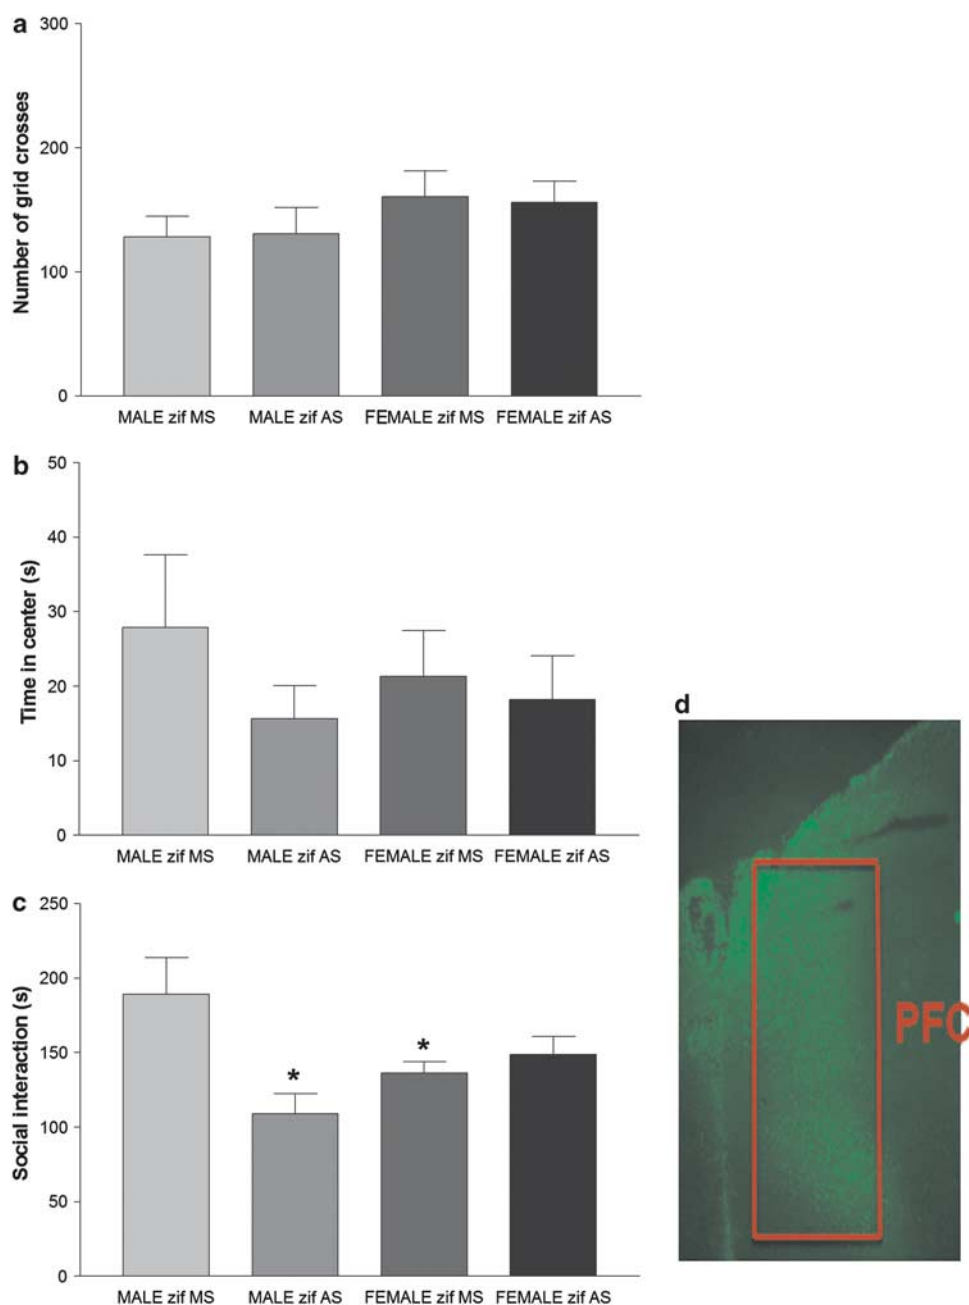 a
Number of grid crosses
300
200
100
0
MALE zif MS MALE zif AS FEMALE zif MS FEMALE zif AS
b
Time in center (s)
50
40
30
20
10
0
MALE zif MS MALE zif AS FEMALE zif MS FEMALE zif AS
c
Social interaction (s)
250
200
150
100
50
0
* *
MALE zif MS MALE zif AS FEMALE zif MS FEMALE zif AS
d
PFC